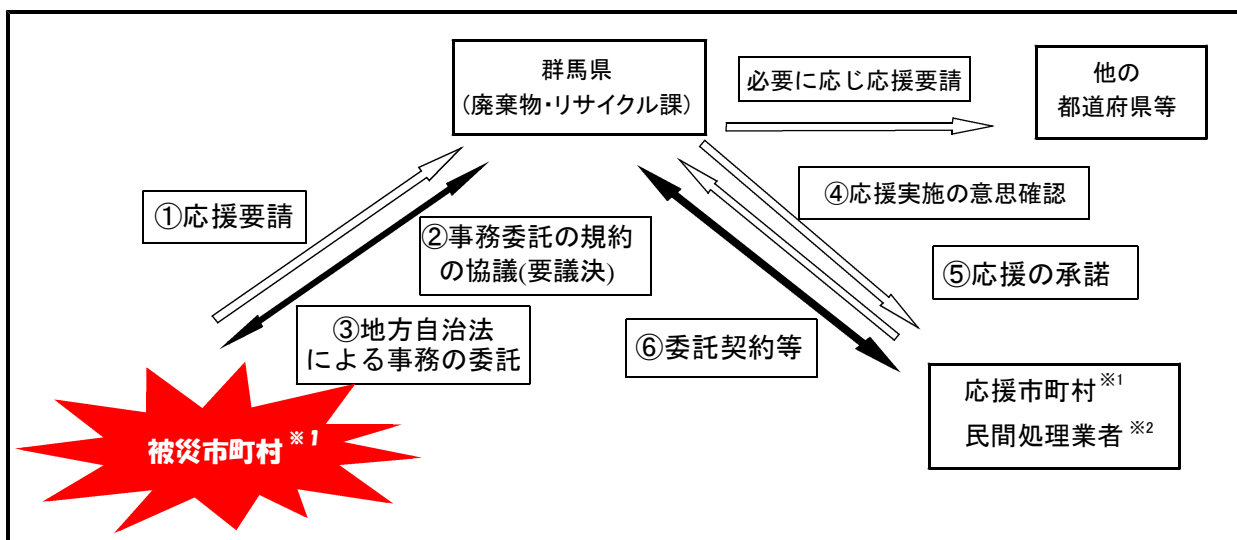 群馬県
(廃棄物・リサイクル課)
必要に応じ応援要請
他の
都道府県等
①応援要請
②事務委託の規約
の協議(要議決)
③地方自治法
による事務の委託
④応援実施の意思確認
⑤応援の承諾
⑥委託契約等
被災市町村※1
応援市町村※1
民間処理業者※2